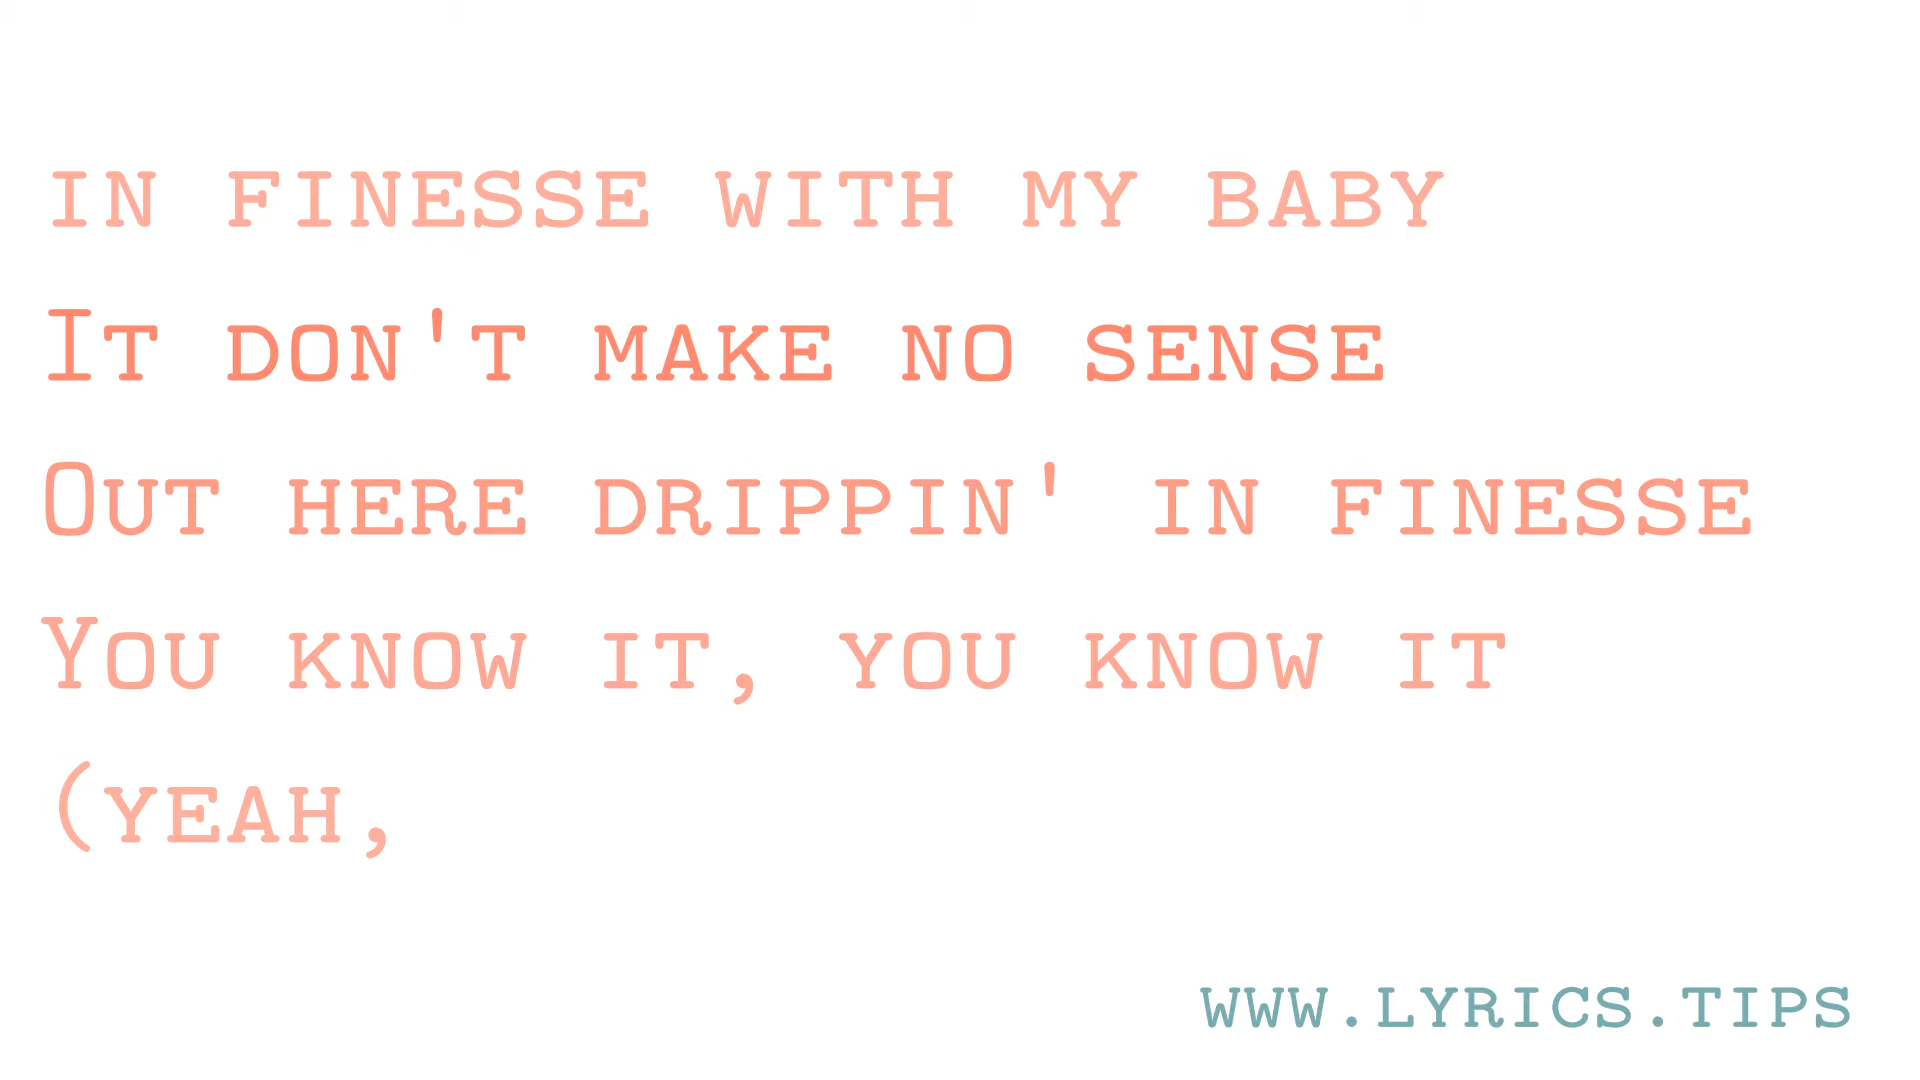 in finesse with my baby
It don't make no sense
Out here drippin' in finesse
You know it, you know it
(yeah,
www.lyrics.tips